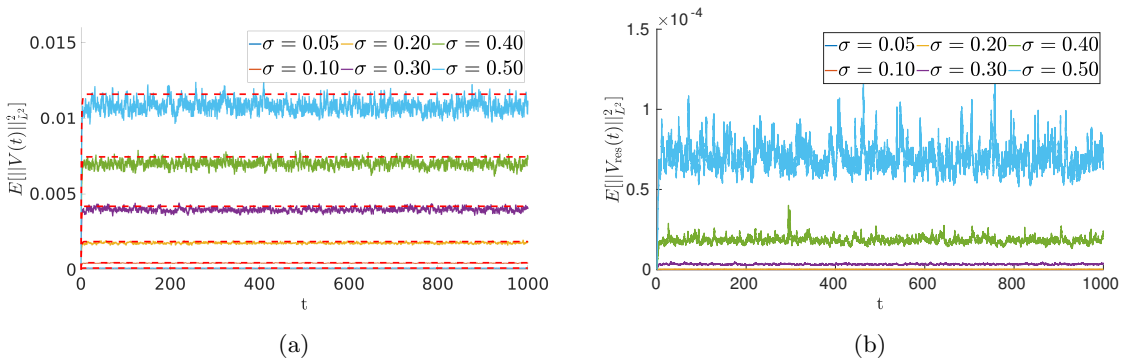 ×10⁻⁴
0.015
1.5
σ = 0.05 σ = 0.20 σ = 0.40
σ = 0.10 σ = 0.30 σ = 0.50
σ = 0.05 σ = 0.20 σ = 0.40
σ = 0.10 σ = 0.30 σ = 0.50
E[||V(t)||²_{L²}]
0.01
0.005
0
0 200 400 600 800 1000
t
(a)
E[||V_res(t)||²_{L²}]
1
0.5
0
0 200 400 600 800 1000
t
(b)